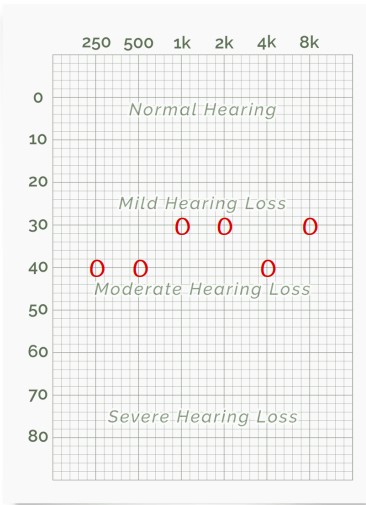 250 500 1k 2k 4k 8k
0
Normal Hearing
10
20
Mild Hearing Loss
30 O O O
40 O O O
Moderate Hearing Loss
50
60
70
Severe Hearing Loss
80